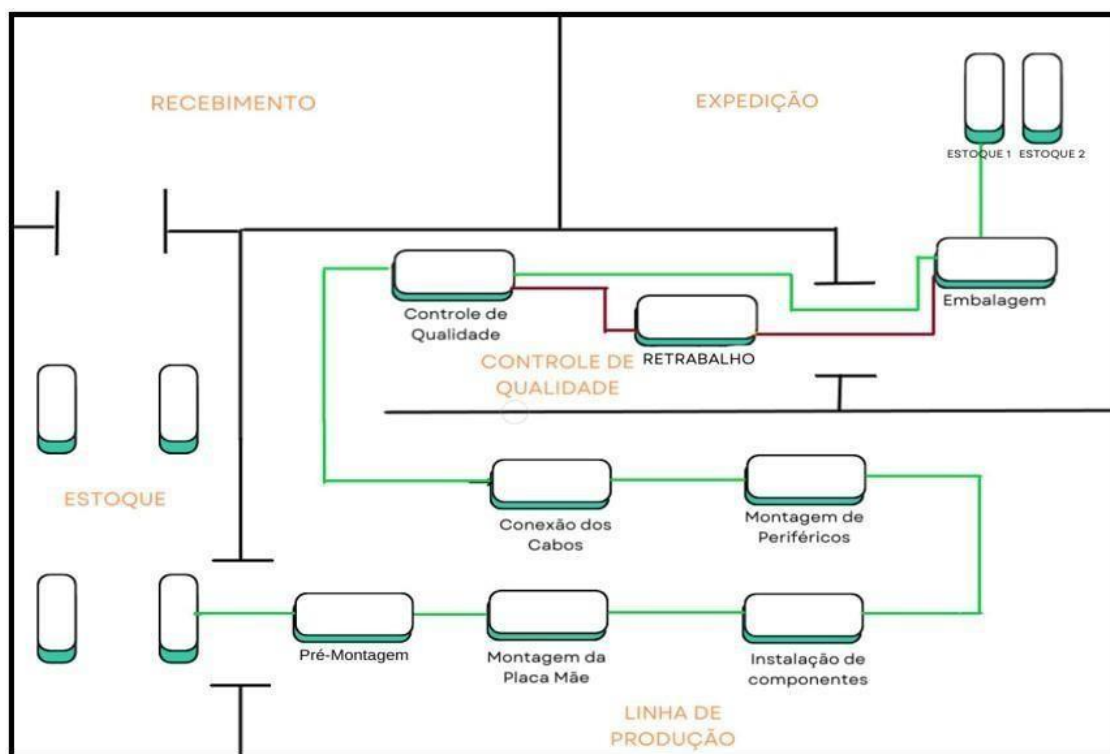 RECEBIMENTO
EXPEDIÇÃO
ESTOQUE 1
ESTOQUE 2
Controle de
Qualidade
RETRABALHO
Embalagem
CONTROLE DE
QUALIDADE
ESTOQUE
Conexão dos
Cabos
Montagem de
Periféricos
Pré-Montagem
Montagem da
Placa Mãe
Instalação de
componentes
LINHA DE
PRODUÇÃO